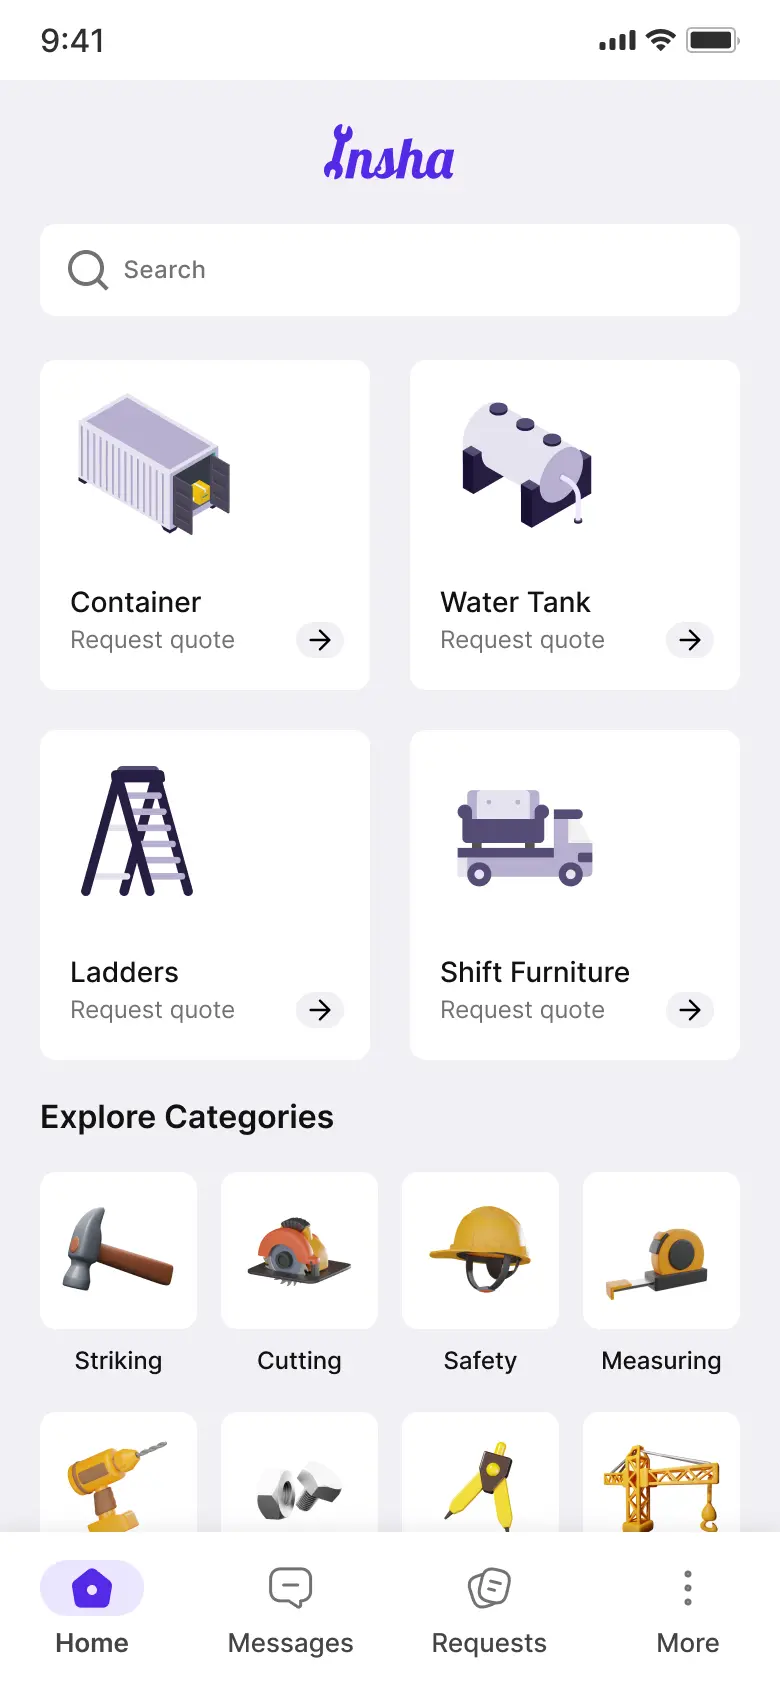 9:41
Insha
Search
Container
Request quote
Water Tank
Request quote
Ladders
Request quote
Shift Furniture
Request quote
Explore Categories
Striking
Cutting
Safety
Measuring
Home
Messages
Requests
More